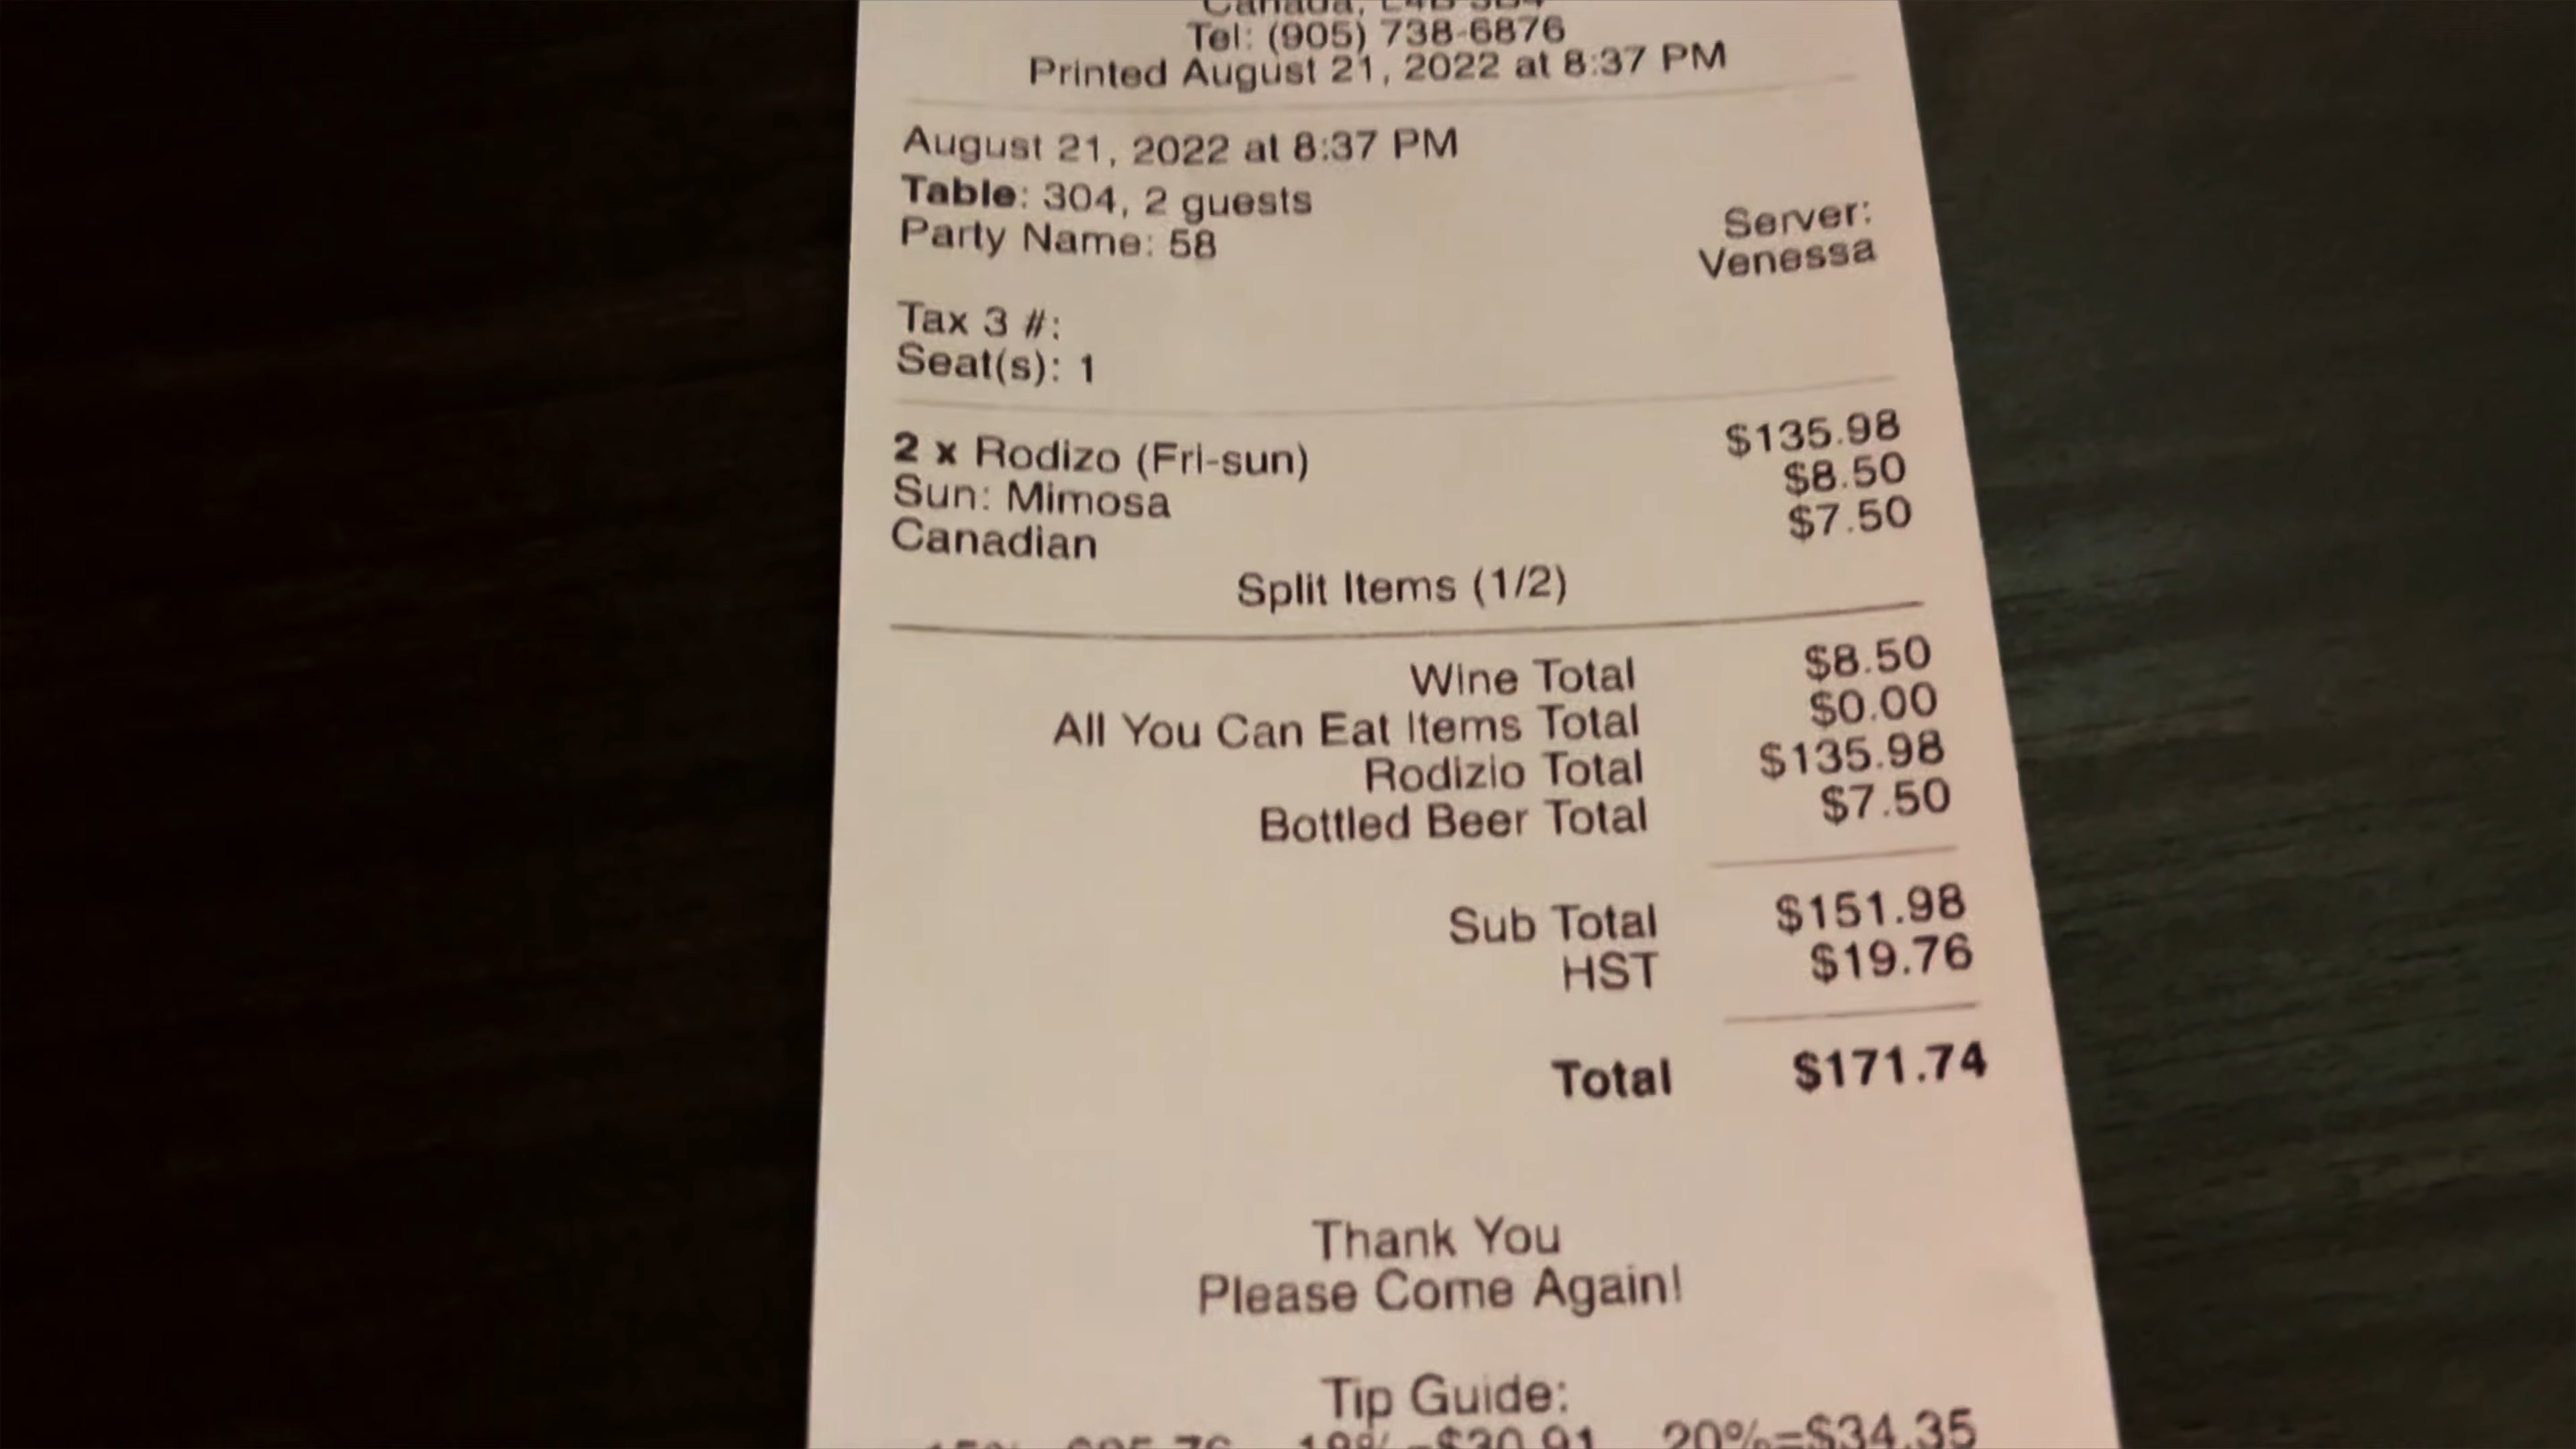 Canada,
Tel: (905) 738-6876
Printed August 21, 2022 at 8:37 PM
August 21, 2022 at 8:37 PM
Table: 304, 2 guests
Party Name: 58
Server:
Venessa
Tax 3 #:
Seat(s): 1
2 x Rodizo (Fri-sun) $135.98
Sun: Mimosa $8.50
Canadian $7.50
Split Items (1/2)
Wine Total $8.50
All You Can Eat Items Total $0.00
Rodizio Total $135.98
Bottled Beer Total $7.50
Sub Total $151.98
HST $19.76
Total $171.74
Thank You
Please Come Again!
Tip Guide:
18%=$30.91 20%=$34.35